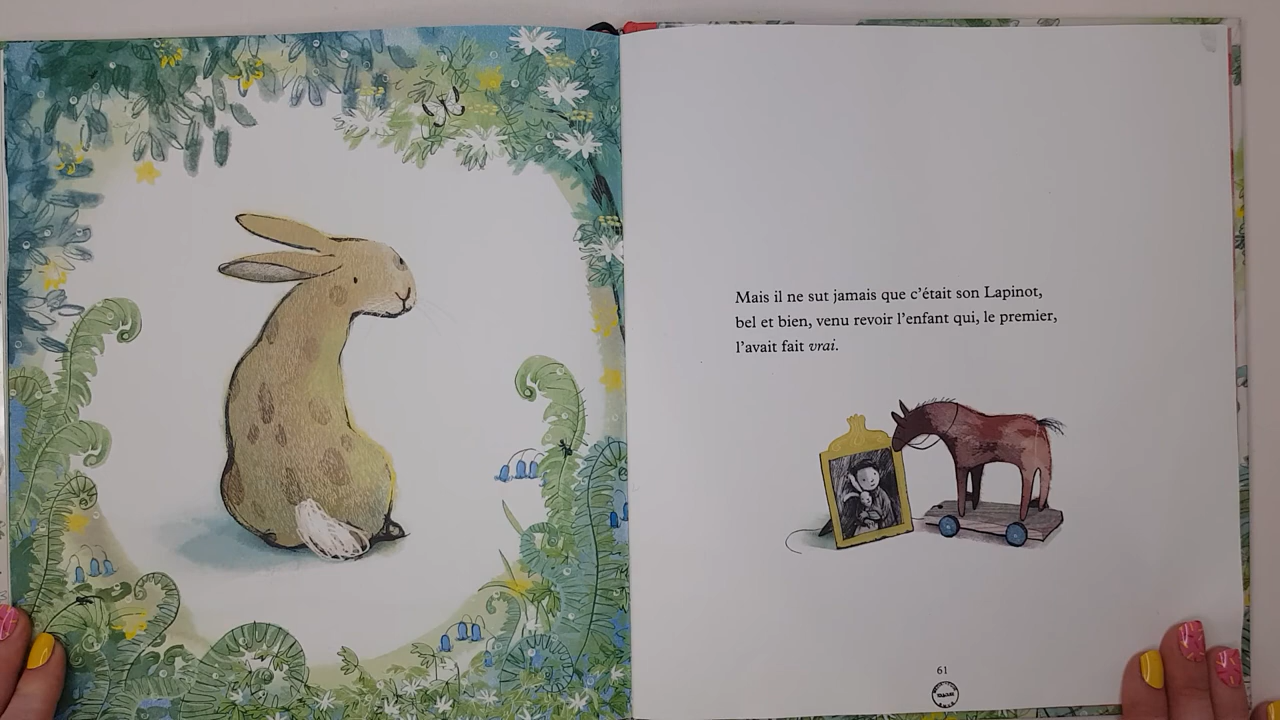 Mais il ne sut jamais que c'était son Lapinot,
bel et bien, venu revoir l'enfant qui, le premier,
l'avait fait vrai.
61